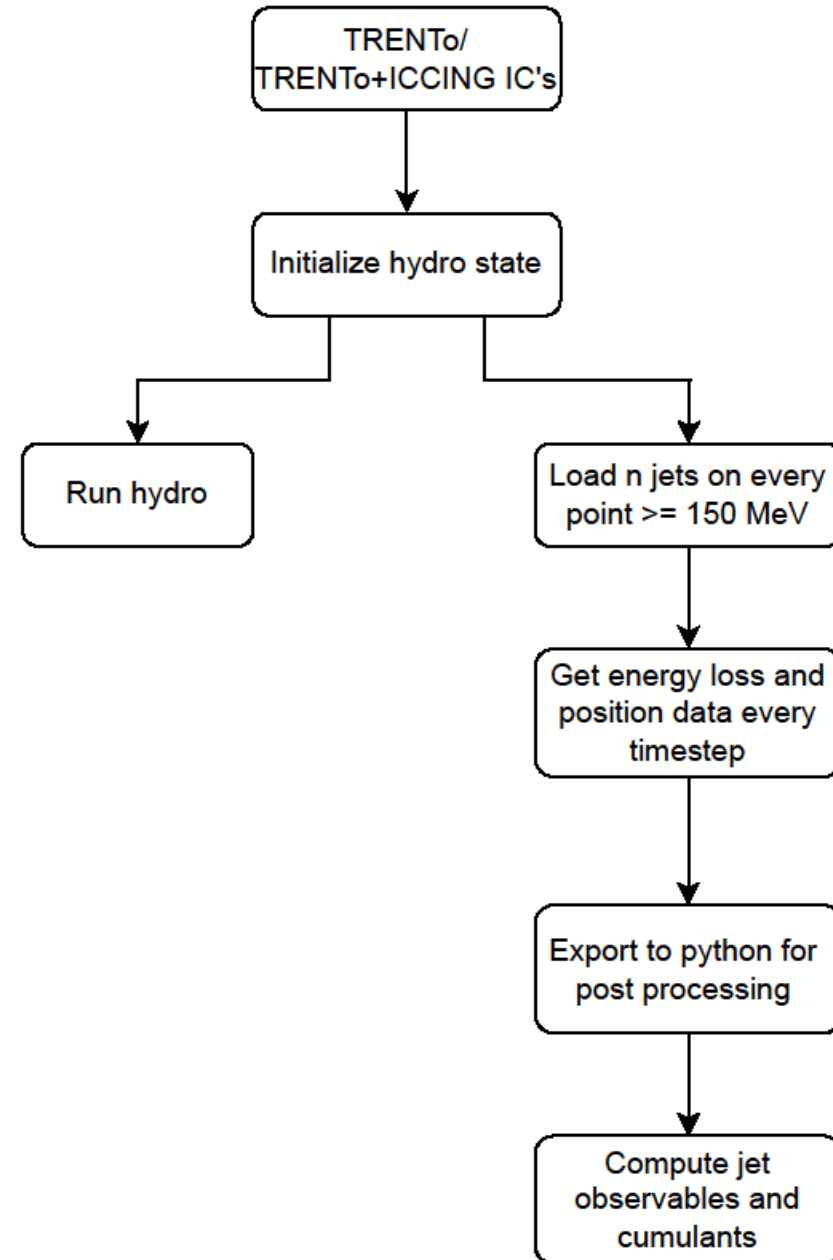 TRENTo/
TRENTo+ICCING IC's
Initialize hydro state
Run hydro
Load n jets on every
point >= 150 MeV
Get energy loss and
position data every
timestep
Export to python for
post processing
Compute jet
observables and
cumulants